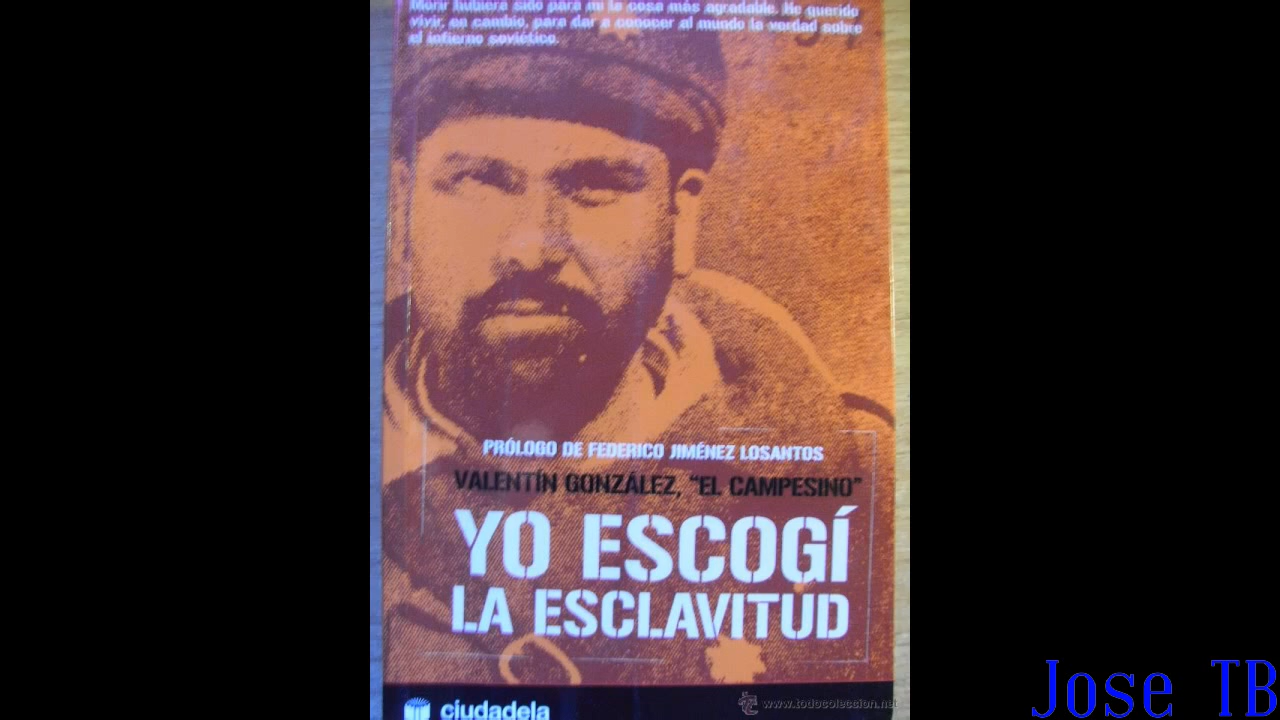 Morir hubiera sido para mí la cosa más agradable. He querido
vivir, en cambio, para dar a conocer al mundo la verdad sobre
el infierno soviético.
PRÓLOGO DE FEDERICO JIMÉNEZ LOSANTOS
VALENTÍN GONZÁLEZ, "EL CAMPESINO"
YO ESCOGÍ
LA ESCLAVITUD
ciudadela
www.todocoleccion.net
Jose TB